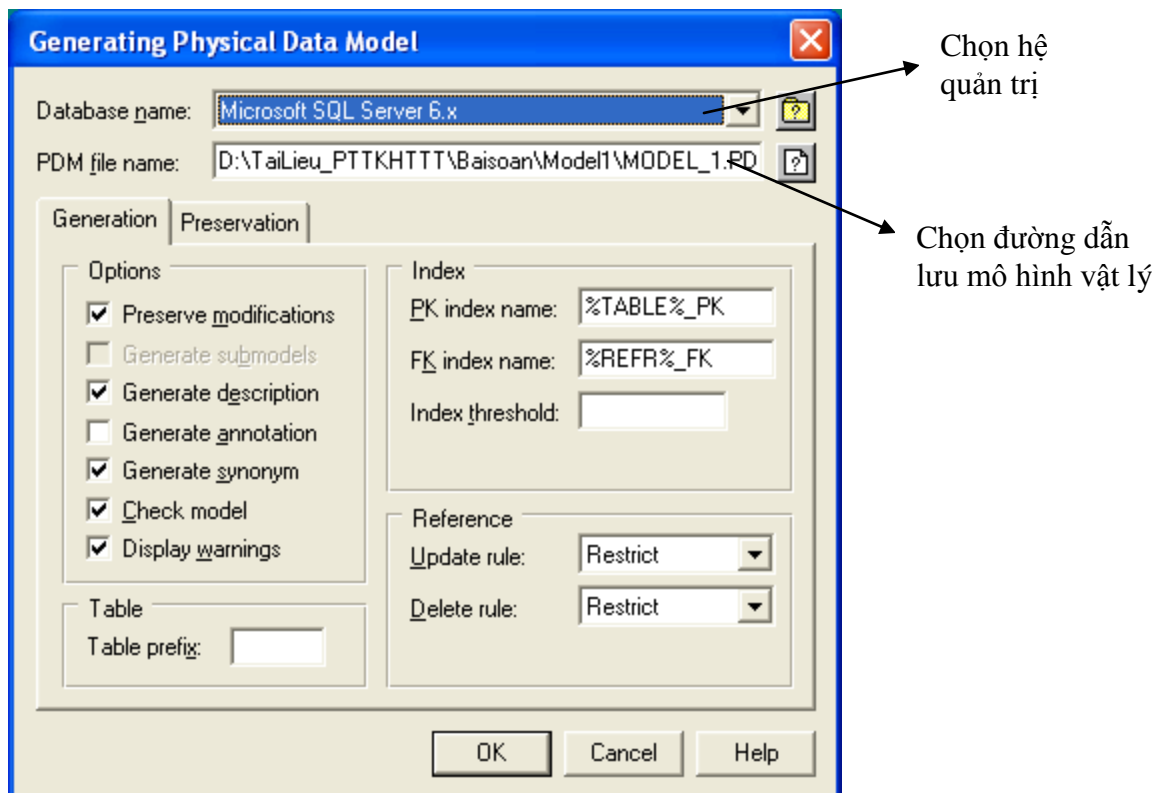 Generating Physical Data Model
Chọn hệ
quản trị
Database name: Microsoft SQL Server 6.x
PDM file name: D:\TaiLieu_PTTKHTTT\Baisoan\Model1\MODEL_1.PD
Chọn đường dẫn
lưu mô hình vật lý
Generation Preservation
Options
Preserve modifications
Generate submodels
Generate description
Generate annotation
Generate synonym
Check model
Display warnings
Table
Table prefix:
Index
PK index name: %TABLE%_PK
FK index name: %REFR%_FK
Index threshold:
Reference
Update rule: Restrict
Delete rule: Restrict
OK Cancel Help